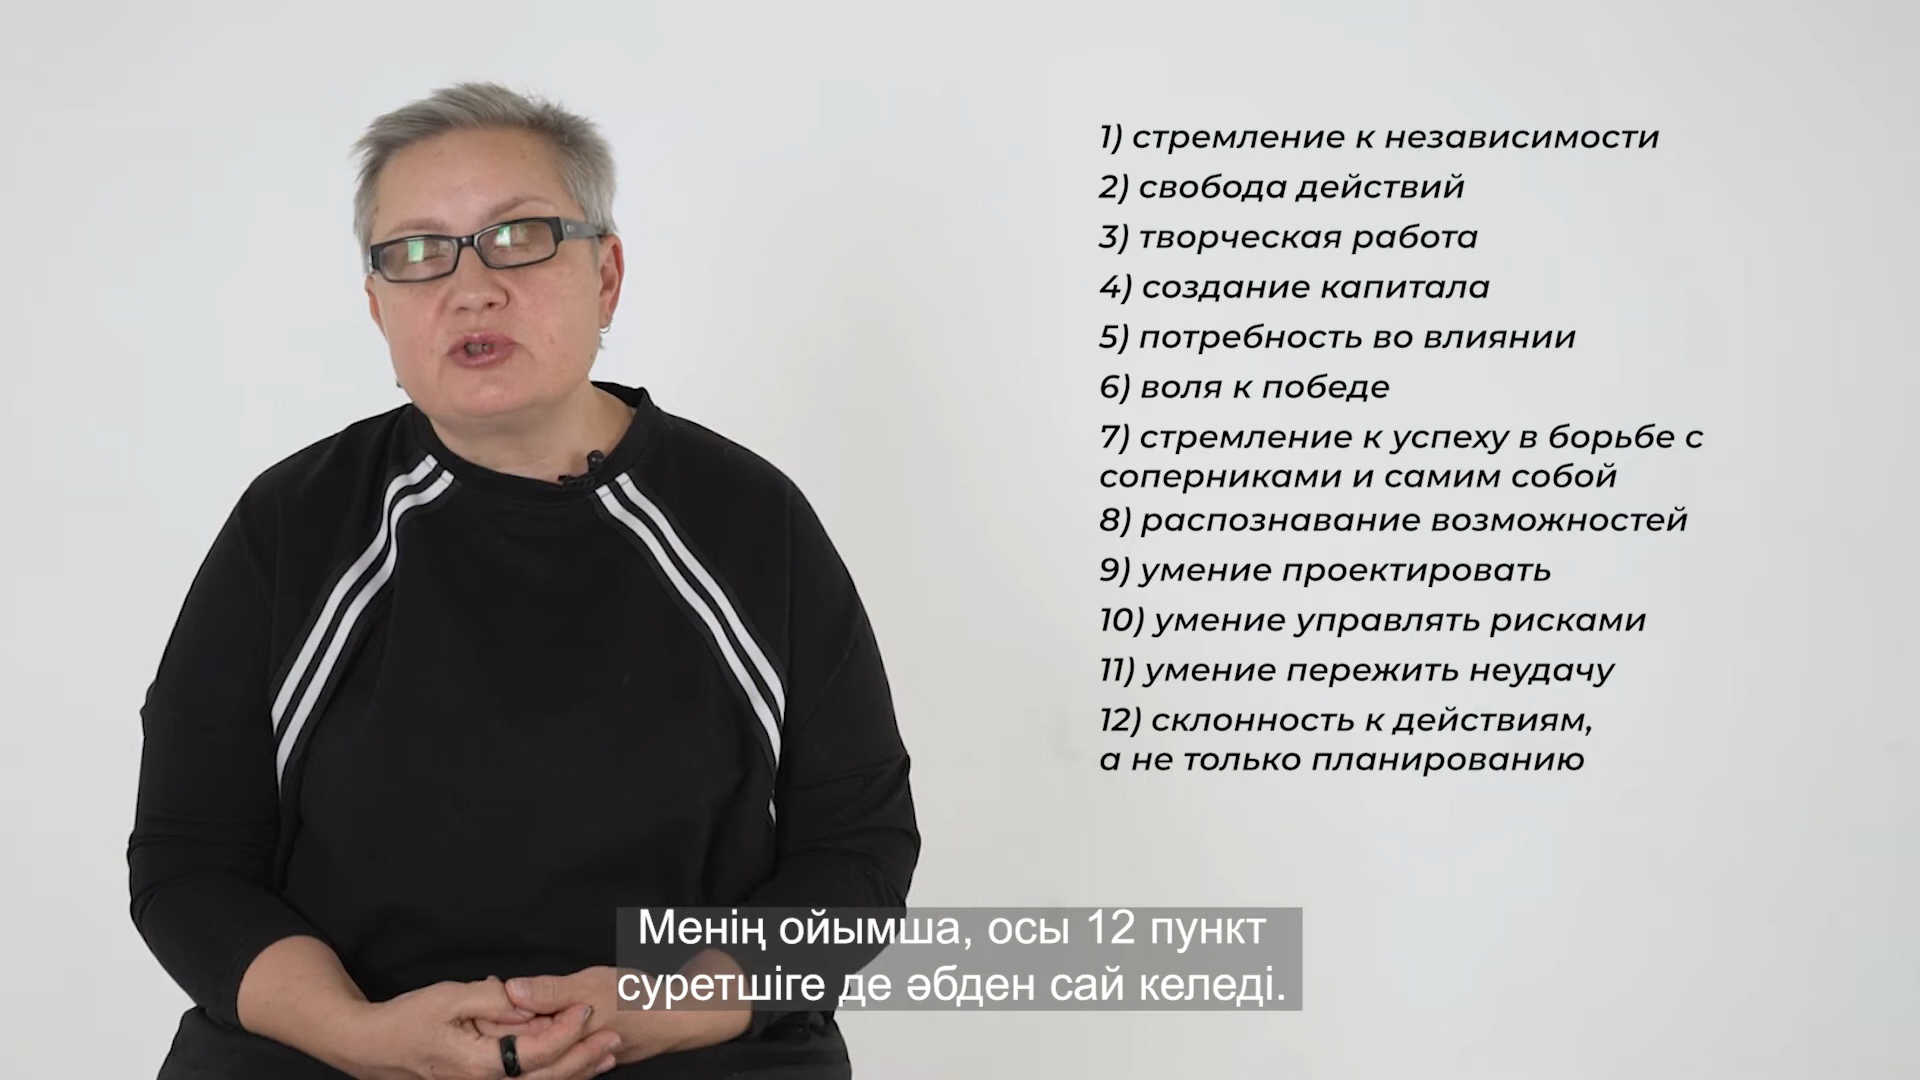 1) стремление к независимости
2) свобода действий
3) творческая работа
4) создание капитала
5) потребность во влиянии
6) воля к победе
7) стремление к успеху в борьбе с
соперниками и самим собой
8) распознавание возможностей
9) умение проектировать
10) умение управлять рисками
11) умение пережить неудачу
12) склонность к действиям,
а не только планированию
Менің ойымша, осы 12 пункт
суретшіге де әбден сай келеді.